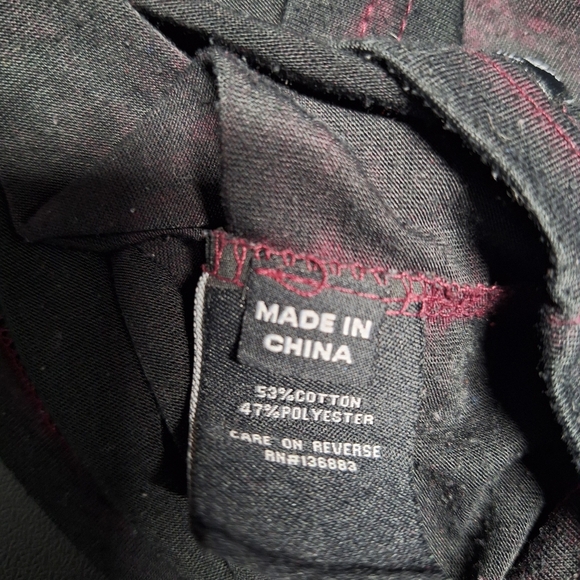 MADE IN
CHINA
53%COTTON
47%POLYESTER
CARE ON REVERSE
RN#136883